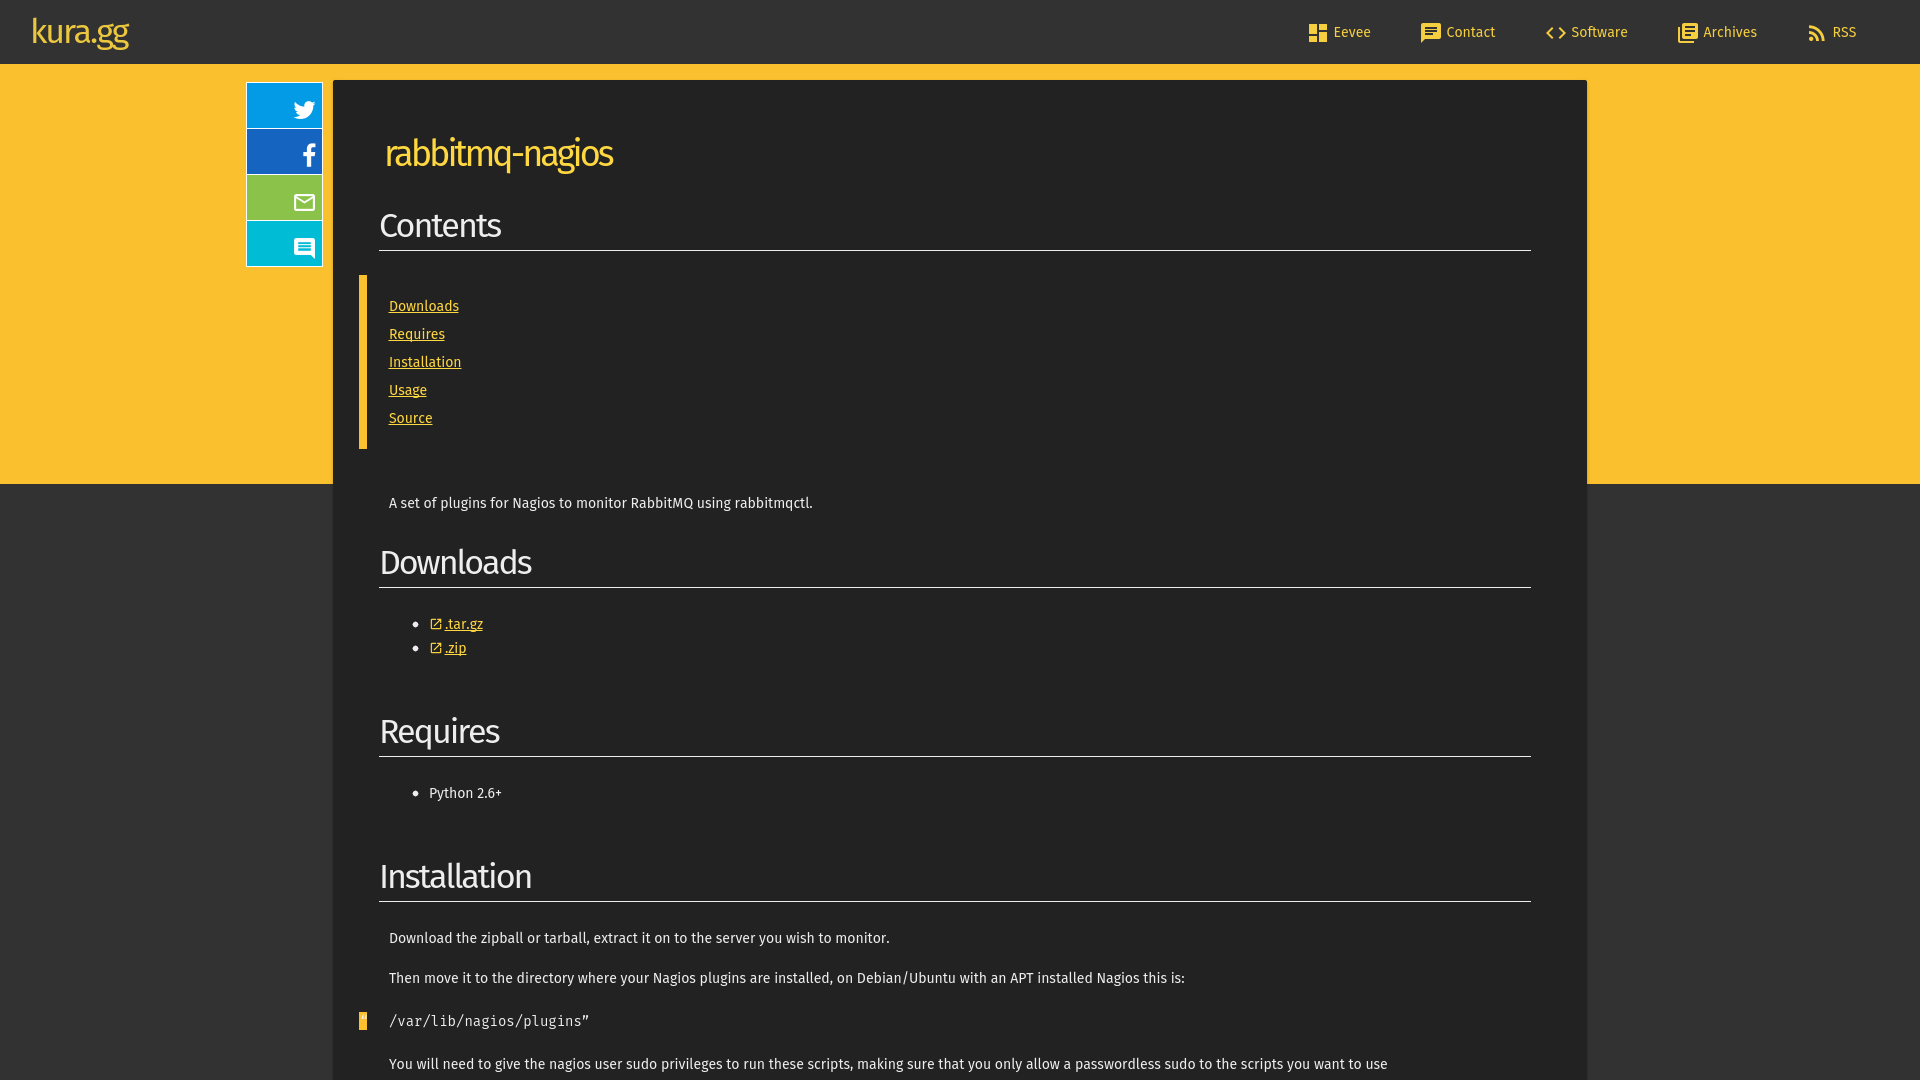 kura.gg
Eevee
Contact
Software
Archives
RSS
rabbitmq-nagios
Contents
Downloads
Requires
Installation
Usage
Source
A set of plugins for Nagios to monitor RabbitMQ using rabbitmqctl.
Downloads
.tar.gz
.zip
Requires
Python 2.6+
Installation
Download the zipball or tarball, extract it on to the server you wish to monitor.
Then move it to the directory where your Nagios plugins are installed, on Debian/Ubuntu with an APT installed Nagios this is:
/var/lib/nagios/plugins”
You will need to give the nagios user sudo privileges to run these scripts, making sure that you only allow a passwordless sudo to the scripts you want to use